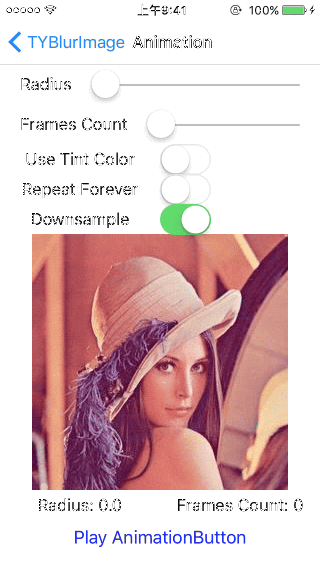 上午8:41 100%
TYBlurImage Animation
Radius
Frames Count
Use Tint Color
Repeat Forever
Downsample
Radius: 0.0 Frames Count: 0
Play AnimationButton